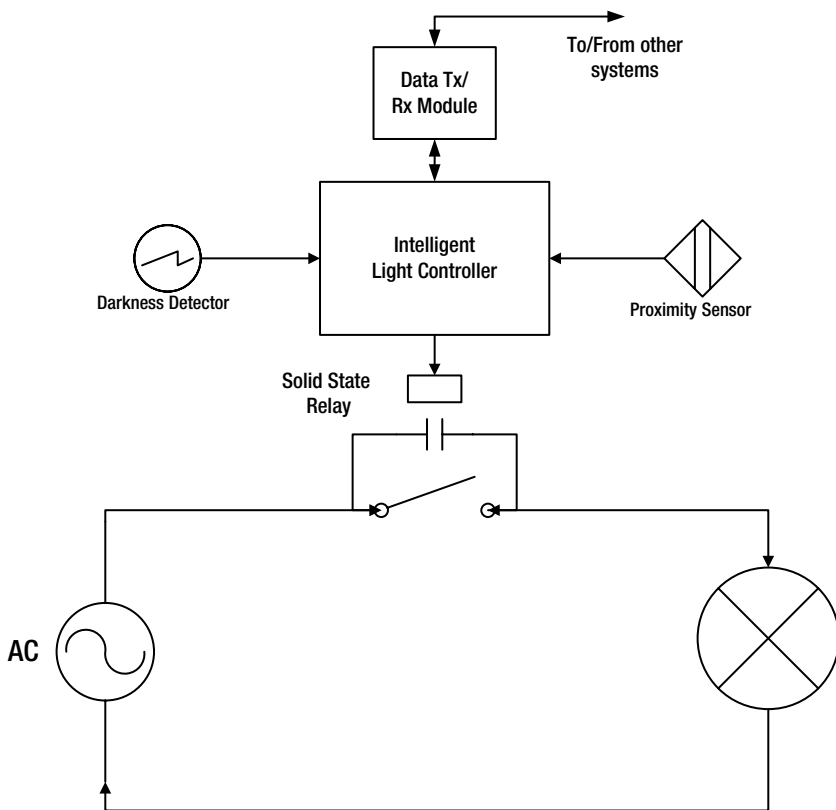 To/From other
systems
Data Tx/
Rx Module
Intelligent
Light Controller
Darkness Detector
Proximity Sensor
Solid State
Relay
AC